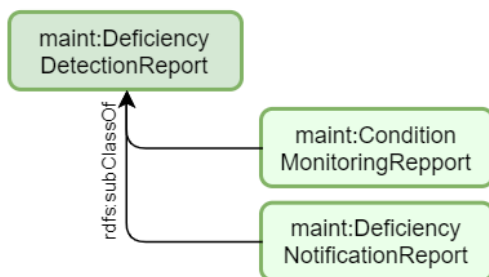 maint:Deficiency
DetectionReport
rdfs:subClassOf
maint:Condition
MonitoringRepport
maint:Deficiency
NotificationReport